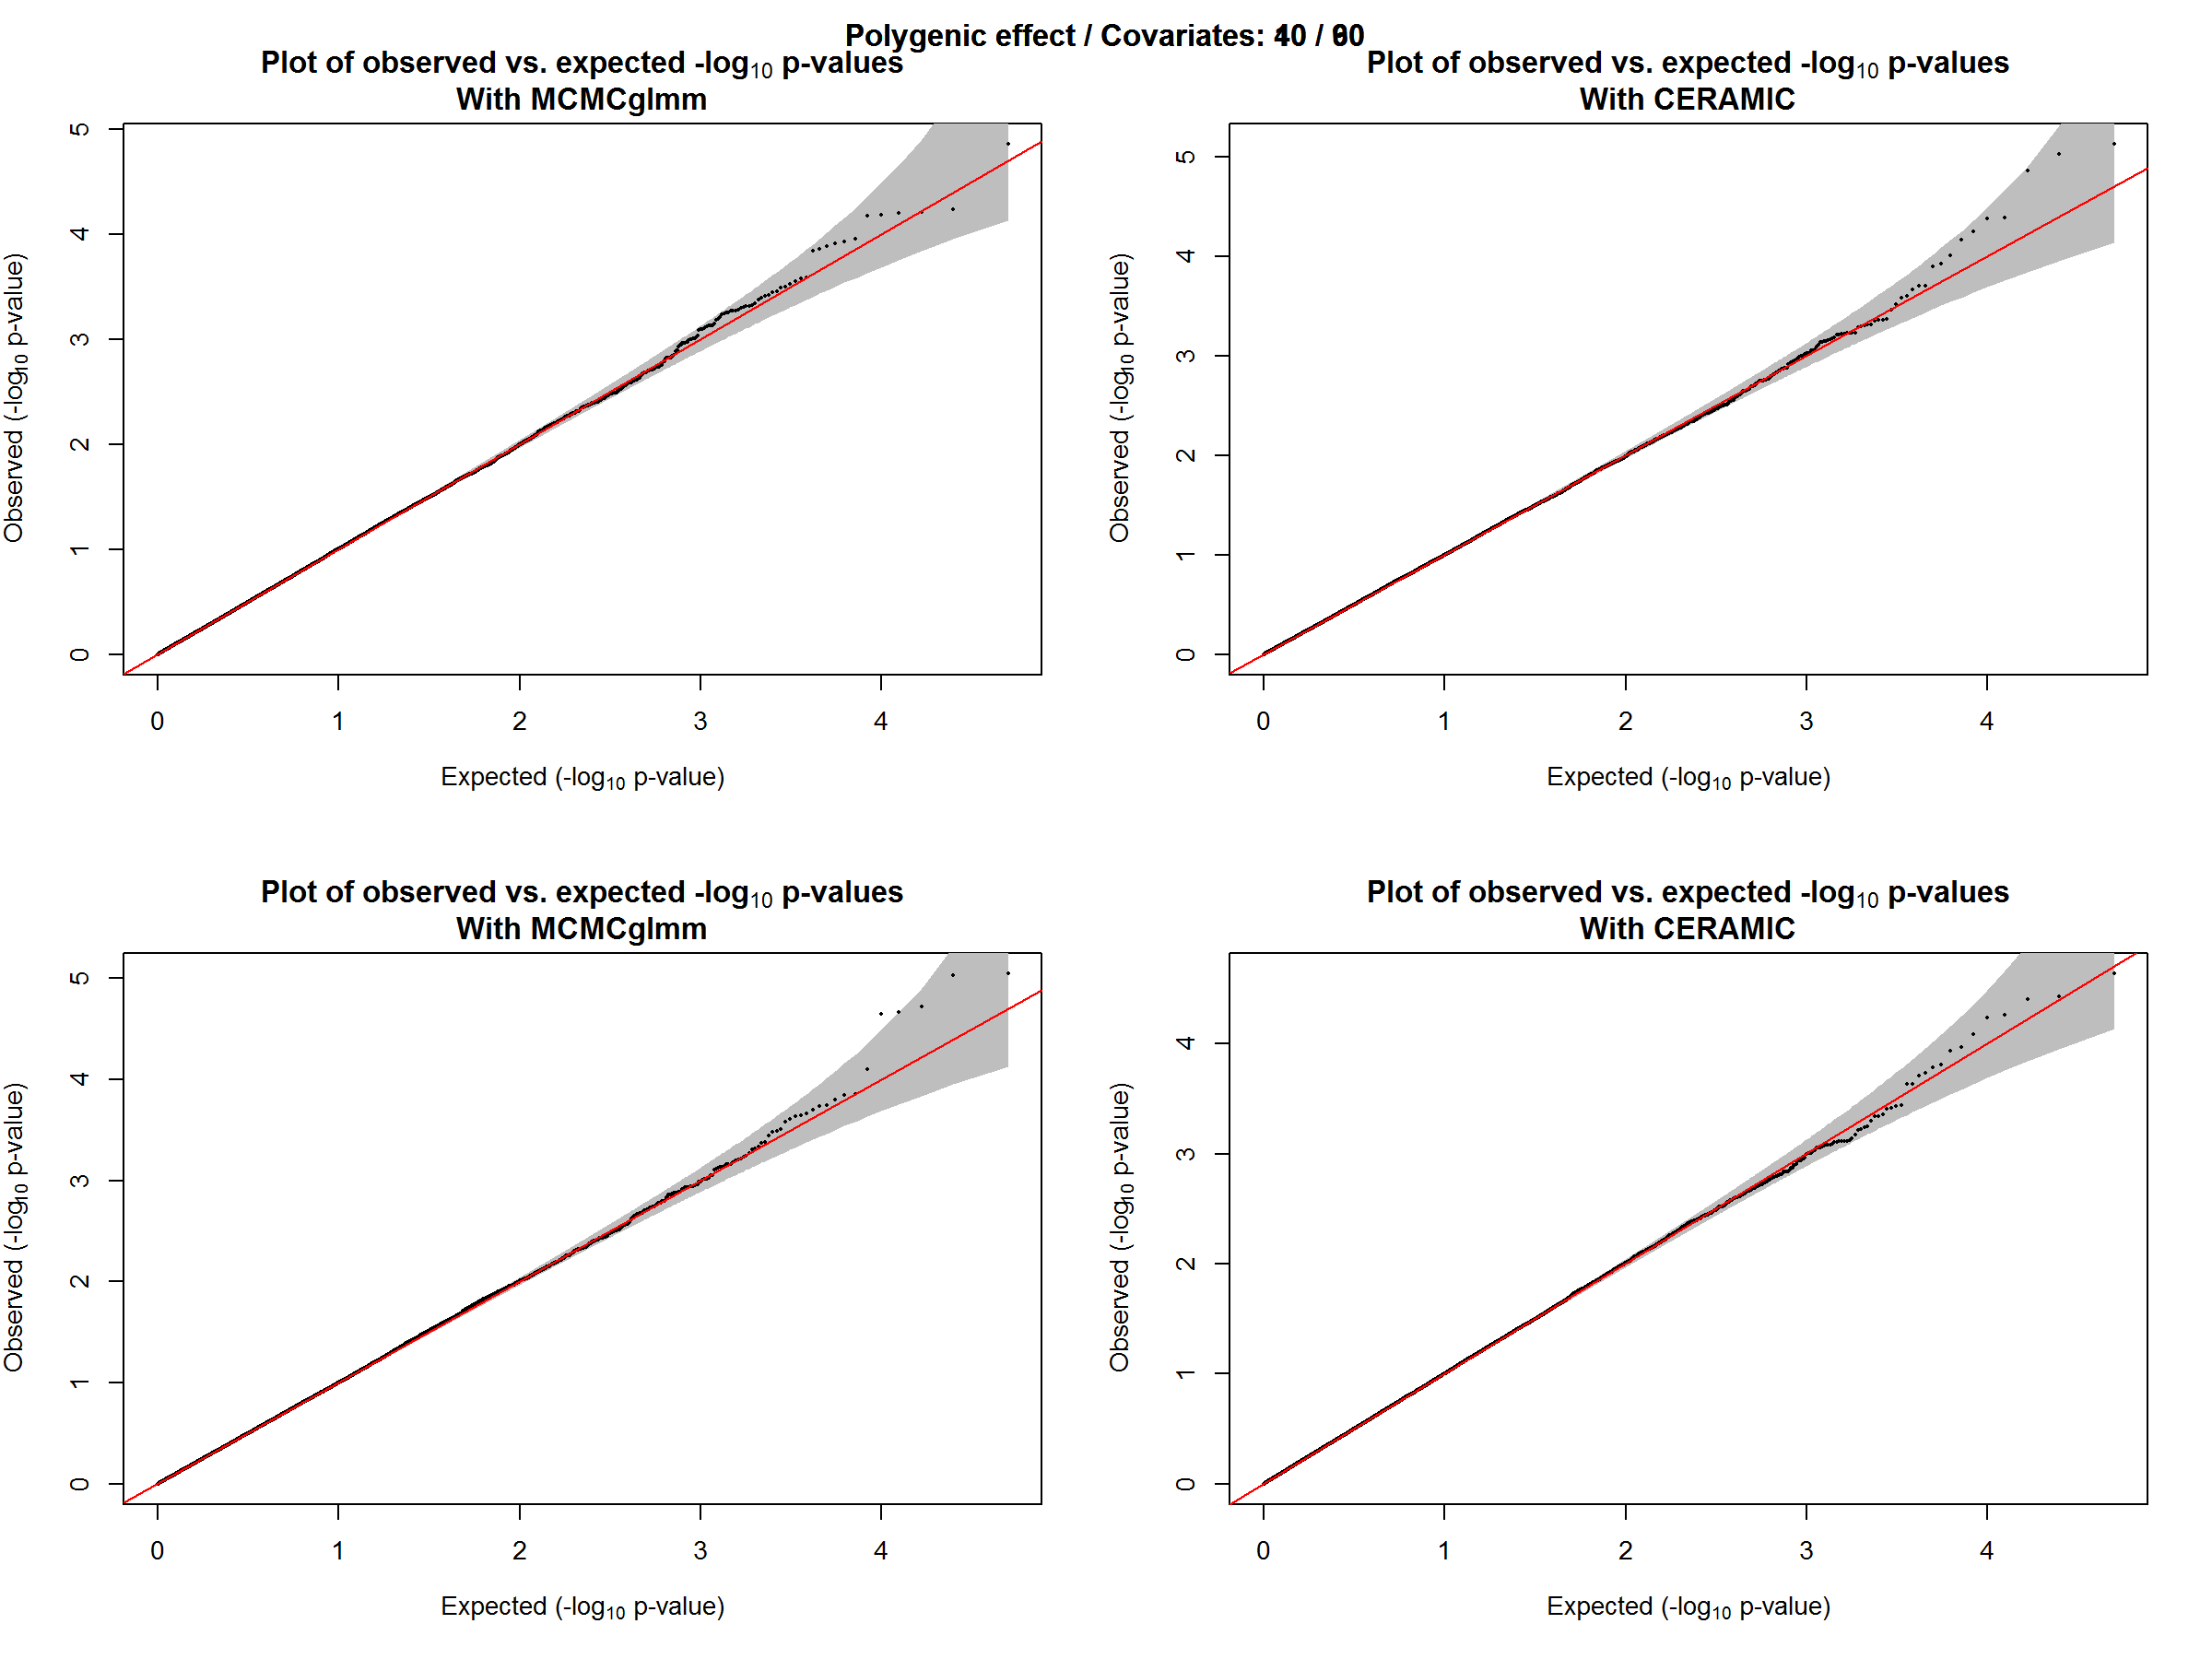 Polygenic effect / Covariates:
Plot of observed vs. expected -log10 p-values
With MCMCglmm
5
4
3
2
1
0
Observed (-log10 p-value)
0 1 2 3 4
Expected (-log10 p-value)
Plot of observed vs. expected -log10 p-values
With CERAMIC
5
4
3
2
1
0
Observed (-log10 p-value)
0 1 2 3 4
Expected (-log10 p-value)
Plot of observed vs. expected -log10 p-values
With MCMCglmm
5
4
3
2
1
0
Observed (-log10 p-value)
0 1 2 3 4
Expected (-log10 p-value)
Plot of observed vs. expected -log10 p-values
With CERAMIC
4
3
2
1
0
Observed (-log10 p-value)
0 1 2 3 4
Expected (-log10 p-value)